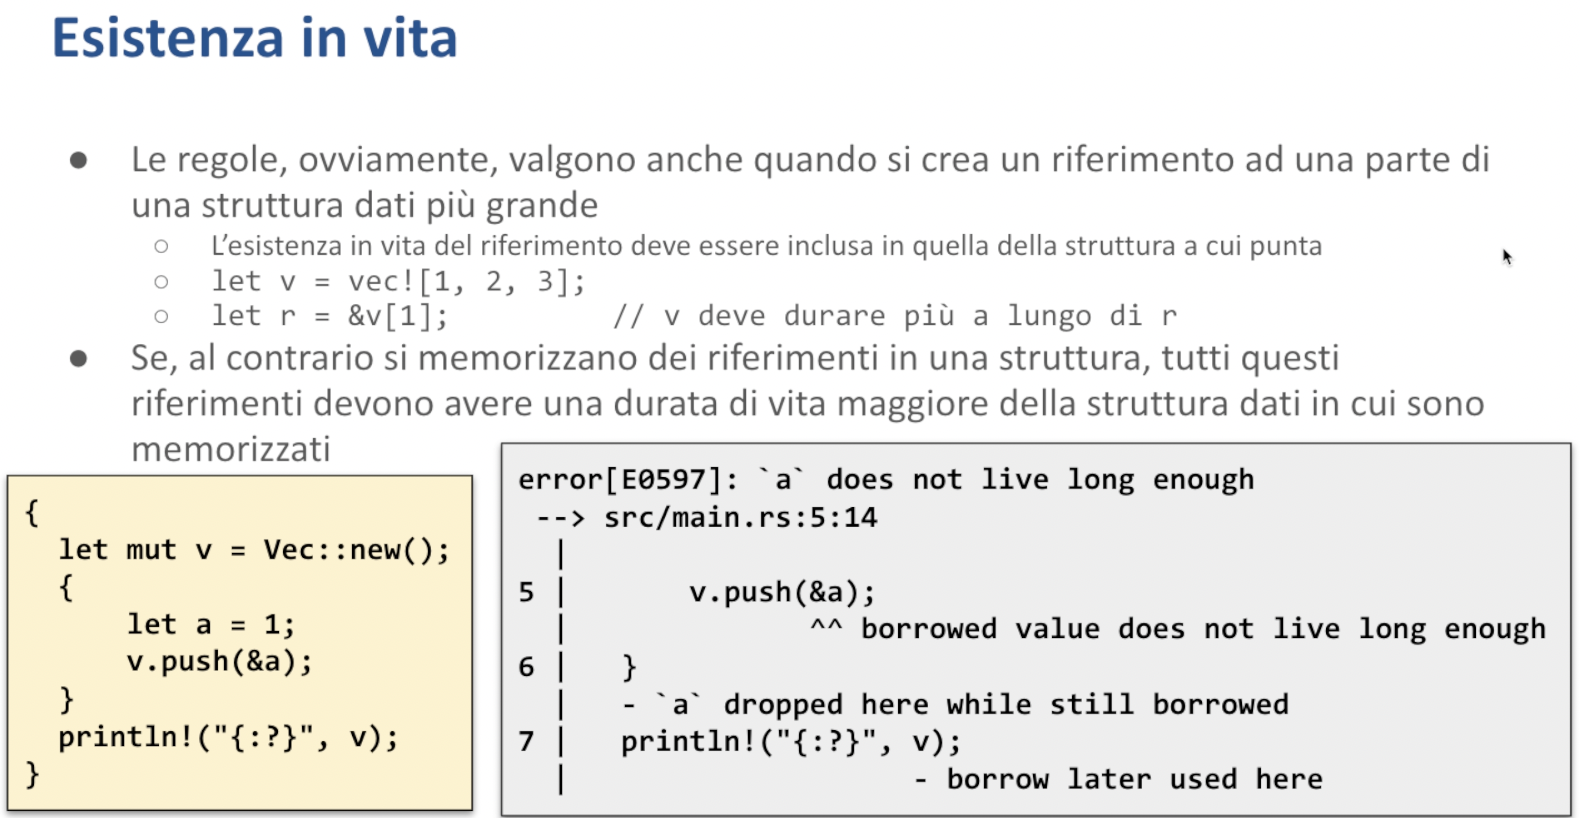 Esistenza in vita
● Le regole, ovviamente, valgono anche quando si crea un riferimento ad una parte di
una struttura dati più grande
○ L’esistenza in vita del riferimento deve essere inclusa in quella della struttura a cui punta
○ let v = vec![1, 2, 3];
○ let r = &v[1];          // v deve durare più a lungo di r
● Se, al contrario si memorizzano dei riferimenti in una struttura, tutti questi
riferimenti devono avere una durata di vita maggiore della struttura dati in cui sono
memorizzati
{
  let mut v = Vec::new();
  {
      let a = 1;
      v.push(&a);
  }
  println!("{:?}", v);
}
error[E0597]: `a` does not live long enough
 --> src/main.rs:5:14
  |
5 |       v.push(&a);
  |              ^^ borrowed value does not live long enough
6 |   }
  |   - `a` dropped here while still borrowed
7 |   println!("{:?}", v);
  |                    - borrow later used here